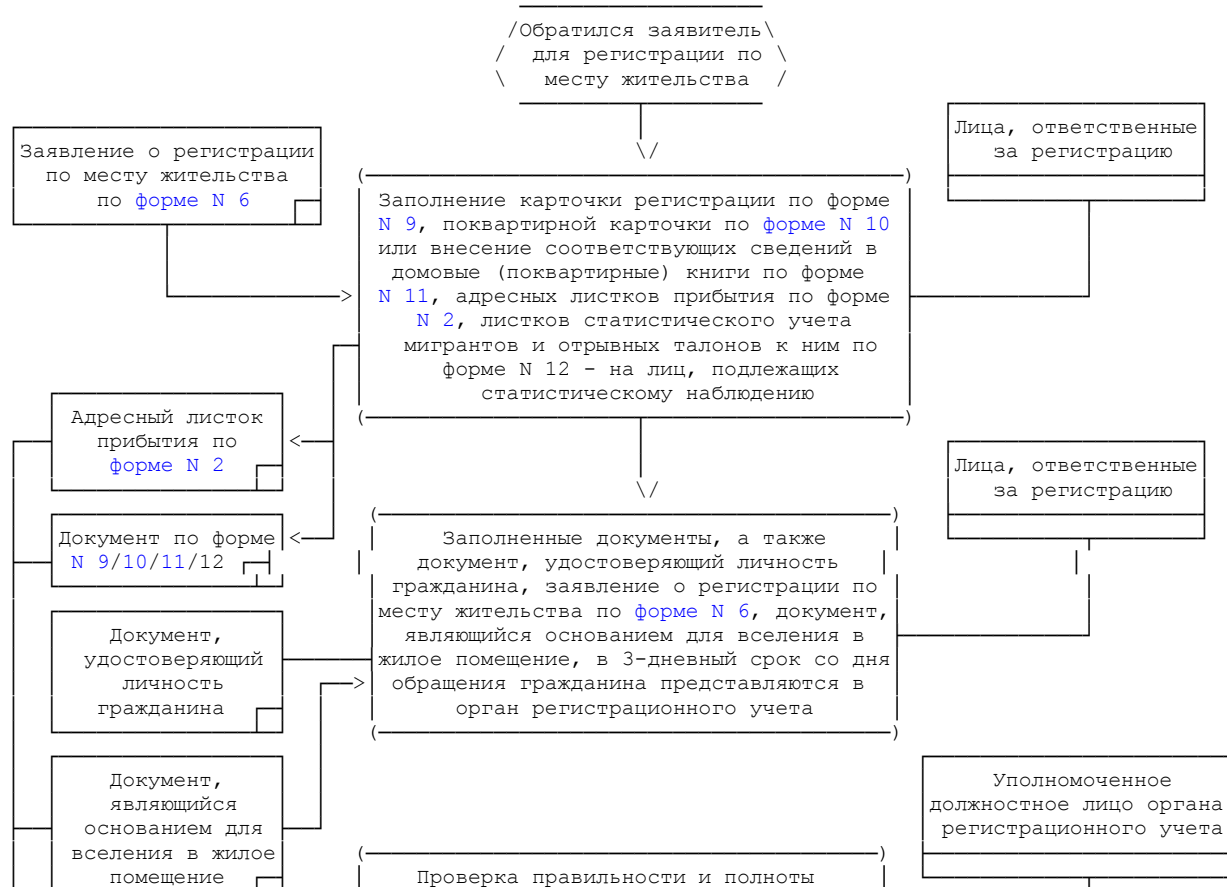 Обратился заявитель
для регистрации по
месту жительства
Лица, ответственные
за регистрацию
Заявление о регистрации
по месту жительства
по форме N 6
Заполнение карточки регистрации по форме
N 9, поквартирной карточки по форме N 10
или внесение соответствующих сведений в
домовые (поквартирные) книги по форме
N 11, адресных листков прибытия по форме
N 2, листков статистического учета
мигрантов и отрывных талонов к ним по
форме N 12 - на лиц, подлежащих
статистическому наблюдению
Адресный листок
прибытия по
форме N 2
Лица, ответственные
за регистрацию
Документ по форме
N 9/10/11/12
Заполненные документы, а также
документ, удостоверяющий личность
гражданина, заявление о регистрации по
месту жительства по форме N 6, документ,
являющийся основанием для вселения в
жилое помещение, в 3-дневный срок со дня
обращения гражданина представляются в
орган регистрационного учета
Документ,
удостоверяющий
личность
гражданина
Документ,
являющийся
основанием для
вселения в жилое
помещение
Уполномоченное
должностное лицо органа
регистрационного учета
Проверка правильности и полноты